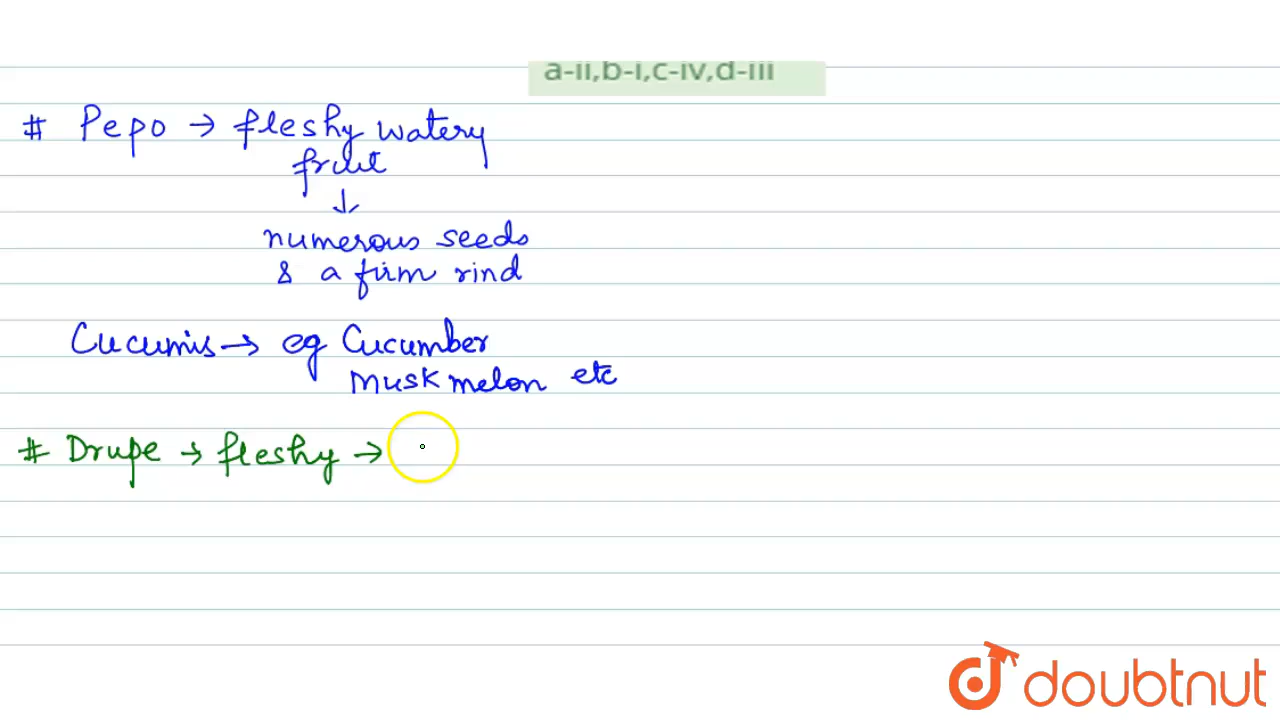 a-ii,b-i,c-iv,d-iii
# Pepo → fleshy watery
fruit
↓
numerous seeds
& a firm rind
Cucumis → eg Cucumber
Musk melon etc
# Drupe → fleshy →
doubtnut